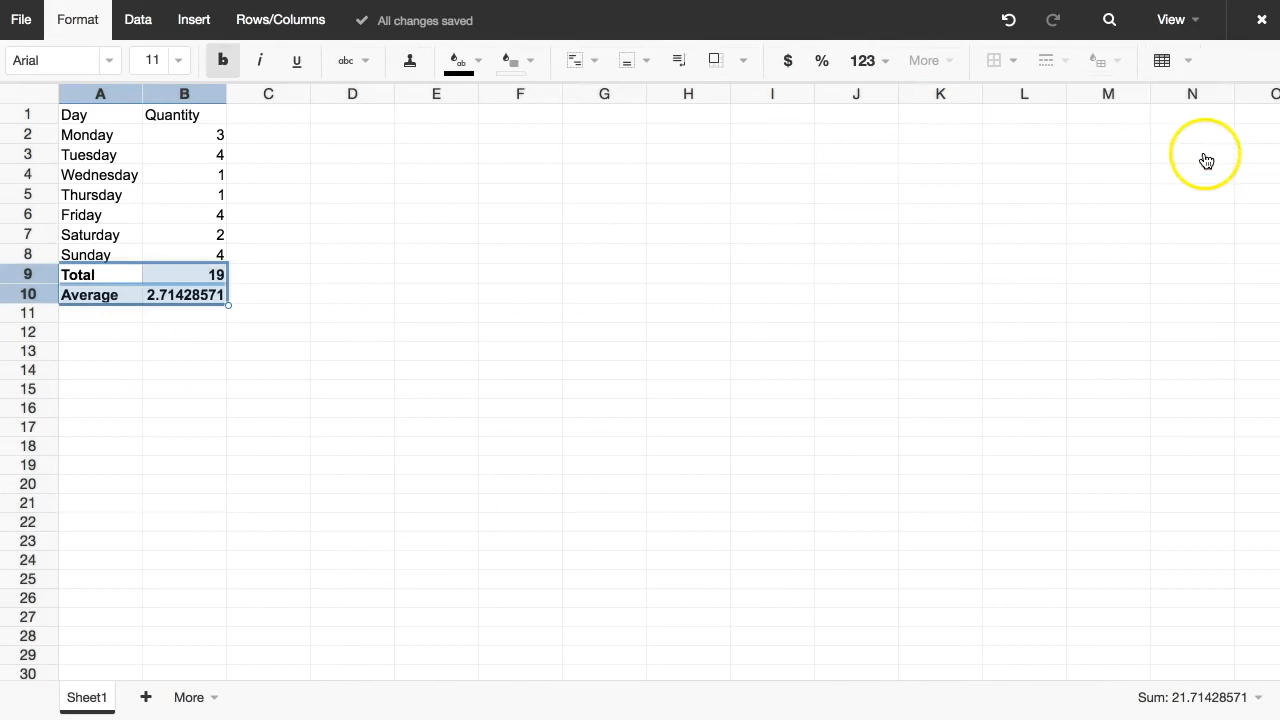 File Format Data Insert Rows/Columns All changes saved View
Arial 11 b i u abc ab $ % 123 More
A B C D E F G H I J K L M N O
1 Day Quantity
2 Monday 3
3 Tuesday 4
4 Wednesday 1
5 Thursday 1
6 Friday 4
7 Saturday 2
8 Sunday 4
9 Total 19
10 Average 2.71428571
11
12
13
14
15
16
17
18
19
20
21
22
23
24
25
26
27
28
29
30
Sheet1 + More Sum: 21.71428571